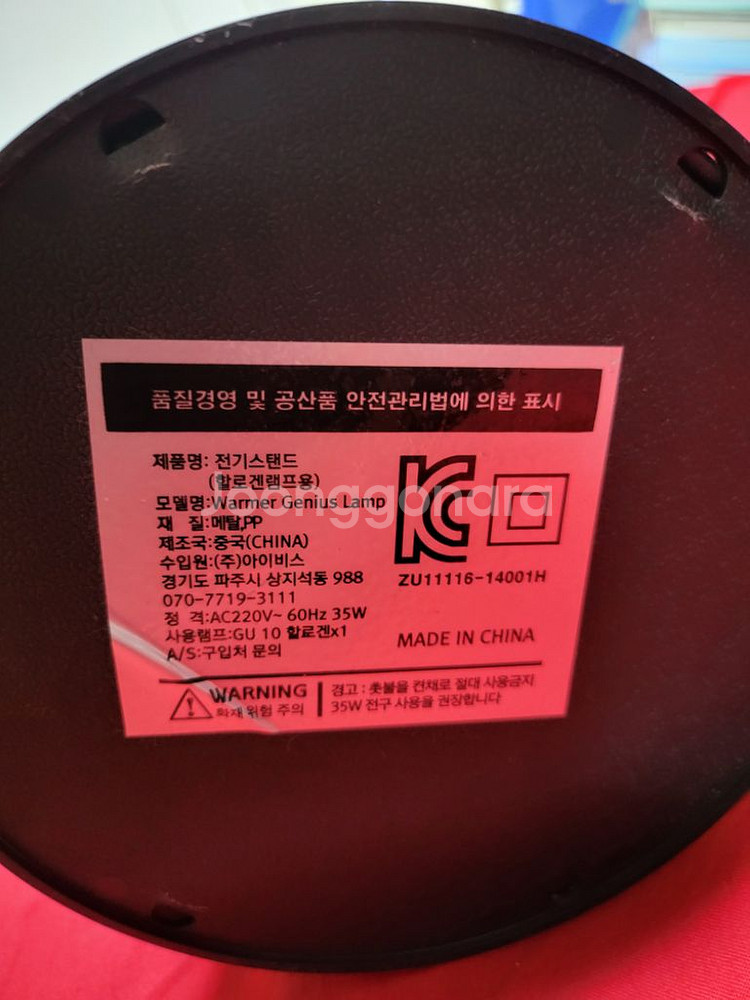 품질경영 및 공산품 안전관리법에 의한 표시
제품명: 전기스탠드
(할로겐램프용)
모델명:Warmer Genius Lamp
재 질:메탈,PP
제조국:중국(CHINA)
수입원:(주)아이비스
경기도 파주시 상지석동 988
070-7719-3111
정 격:AC220V~ 60Hz 35W
사용램프:GU 10 할로겐x1
A/S:구입처 문의
ZU11116-14001H
MADE IN CHINA
WARNING
화재위험 주의
경고 : 촛불을 켠채로 절대 사용금지
35W 전구 사용을 권장합니다
Joonggonara